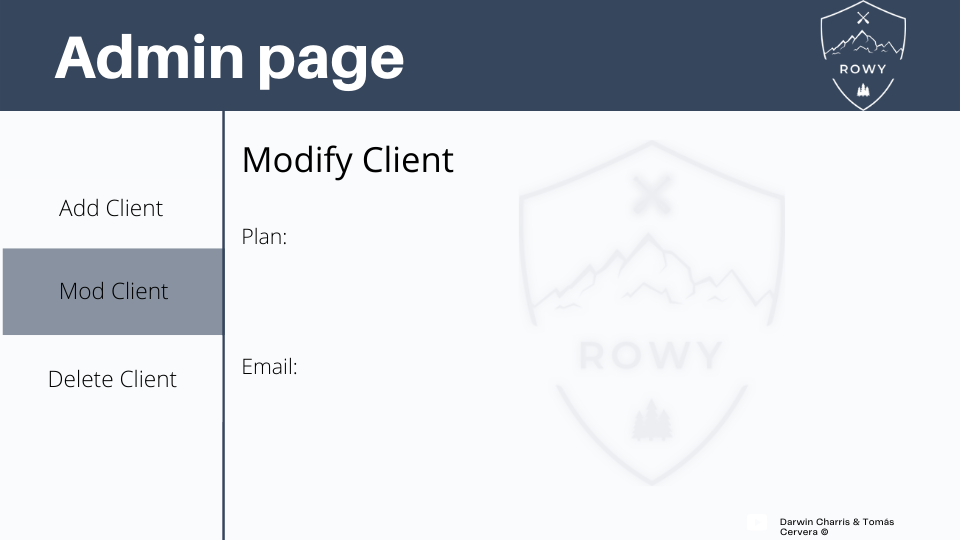 Admin page
ROWY
Add Client
Mod Client
Delete Client
Modify Client
Plan:
Email:
ROWY
Darwin Charris & Tomás
Cervera ©